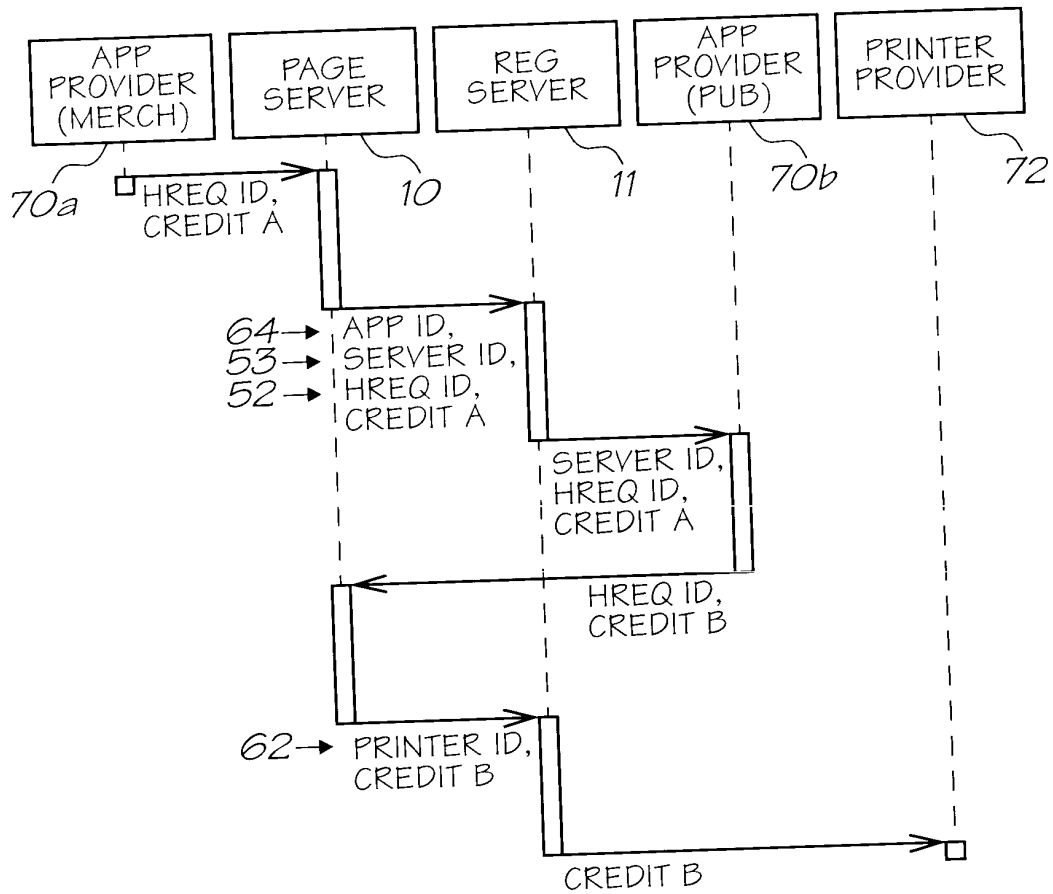 APP
PROVIDER
(MERCH)
PAGE
SERVER
REG
SERVER
APP
PROVIDER
(PUB)
PRINTER
PROVIDER
70a
10
11
70b
72
HREQ ID,
CREDIT A
64
APP ID,
53
SERVER ID,
52
HREQ ID,
CREDIT A
SERVER ID,
HREQ ID,
CREDIT A
HREQ ID,
CREDIT B
62
PRINTER ID,
CREDIT B
CREDIT B